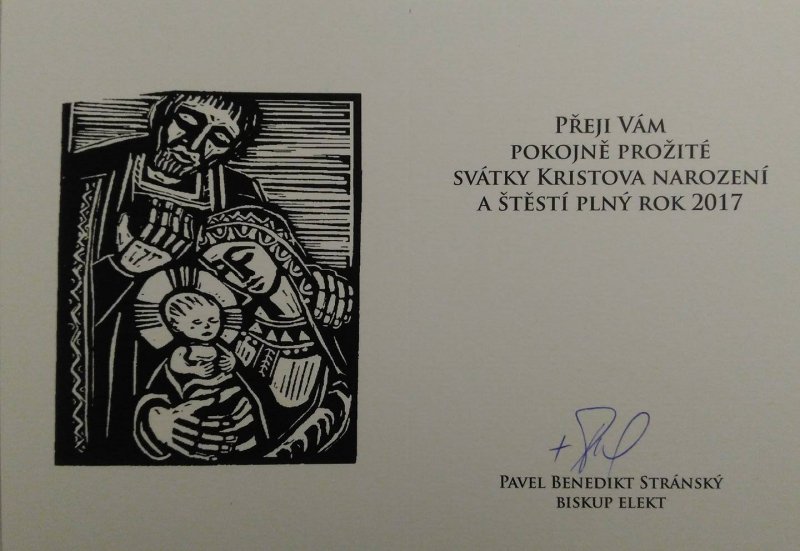 Přeji Vám
pokojně prožité
svátky Kristova narození
a štěstí plný rok 2017
Pavel Benedikt Stránský
biskup elekt